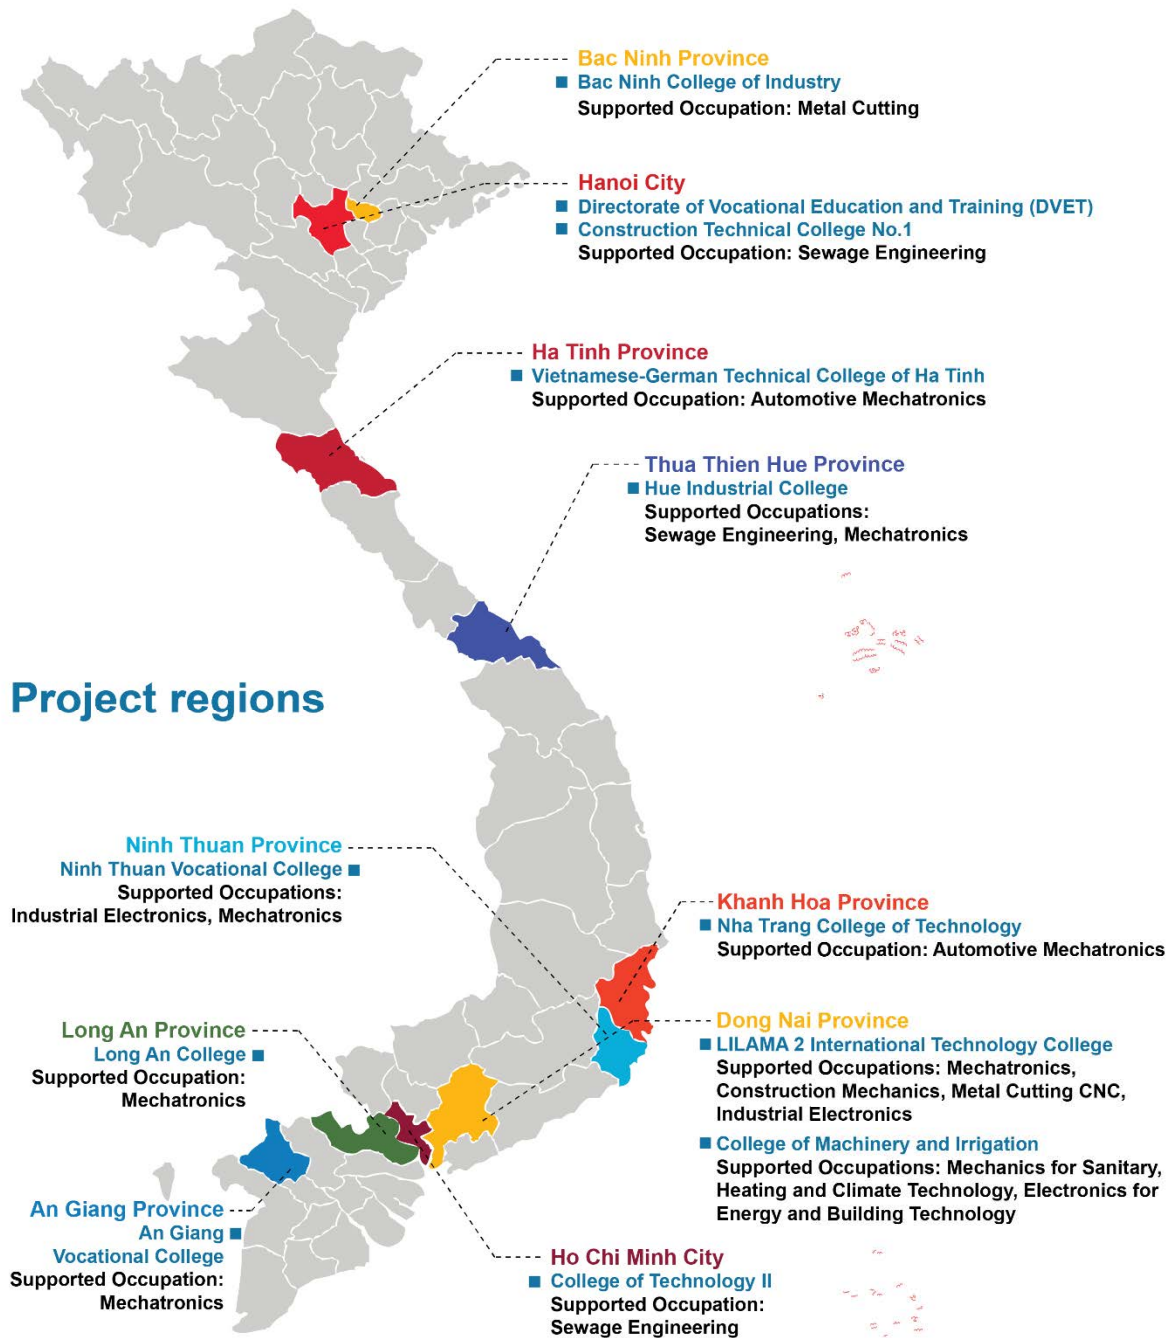 Bac Ninh Province
Bac Ninh College of Industry
Supported Occupation: Metal Cutting
Hanoi City
Directorate of Vocational Education and Training (DVET)
Construction Technical College No.1
Supported Occupation: Sewage Engineering
Ha Tinh Province
Vietnamese-German Technical College of Ha Tinh
Supported Occupation: Automotive Mechatronics
Thua Thien Hue Province
Hue Industrial College
Supported Occupations:
Sewage Engineering, Mechatronics
Project regions
Ninh Thuan Province
Ninh Thuan Vocational College
Supported Occupations:
Industrial Electronics, Mechatronics
Khanh Hoa Province
Nha Trang College of Technology
Supported Occupation: Automotive Mechatronics
Long An Province
Long An College
Supported Occupation:
Mechatronics
Dong Nai Province
LILAMA 2 International Technology College
Supported Occupations: Mechatronics,
Construction Mechanics, Metal Cutting CNC,
Industrial Electronics
College of Machinery and Irrigation
Supported Occupations: Mechanics for Sanitary,
Heating and Climate Technology, Electronics for
Energy and Building Technology
An Giang Province
An Giang
Vocational College
Supported Occupation:
Mechatronics
Ho Chi Minh City
College of Technology II
Supported Occupation:
Sewage Engineering